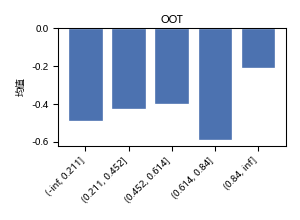 OOT
0.0
-0.2
-0.4
-0.6
均值
(-inf, 0.211]
(0.211, 0.452]
(0.452, 0.614]
(0.614, 0.84]
(0.84, inf]